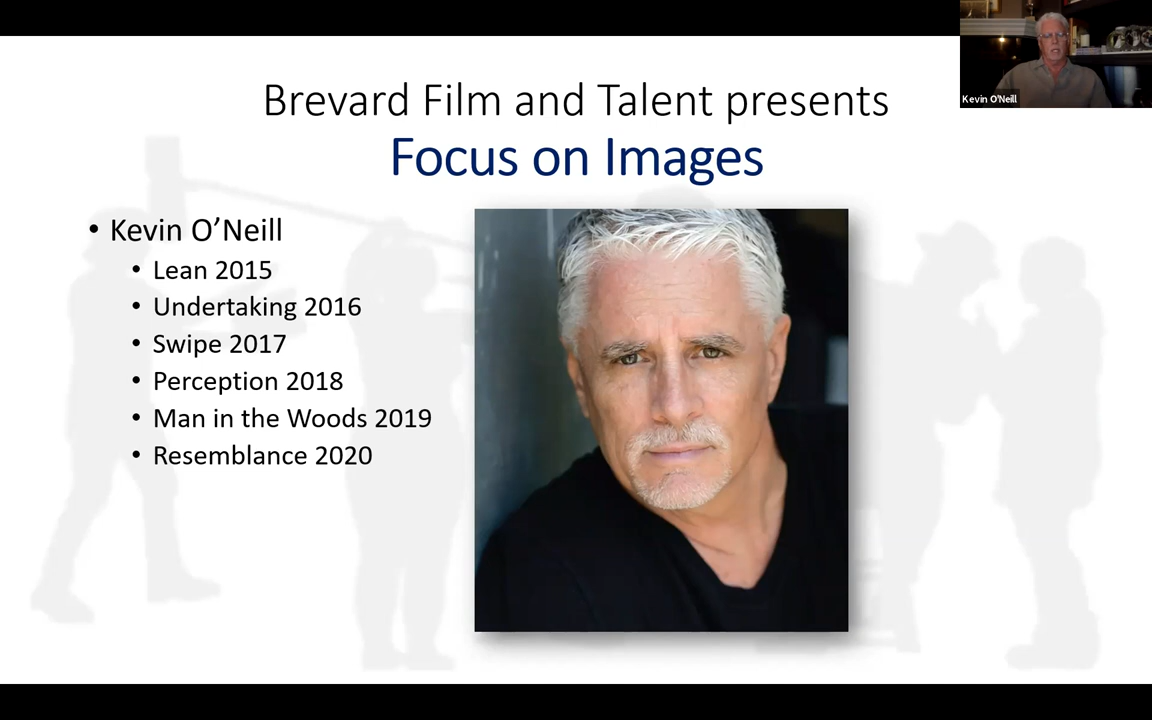 Brevard Film and Talent presents
Focus on Images
Kevin O'Neill
• Kevin O’Neill
• Lean 2015
• Undertaking 2016
• Swipe 2017
• Perception 2018
• Man in the Woods 2019
• Resemblance 2020